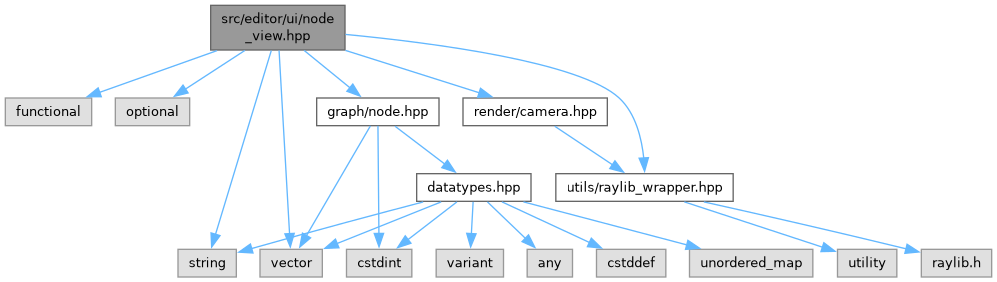 src/editor/ui/node
_view.hpp
functional
optional
graph/node.hpp
render/camera.hpp
datatypes.hpp
utils/raylib_wrapper.hpp
string
vector
cstdint
variant
any
cstddef
unordered_map
utility
raylib.h